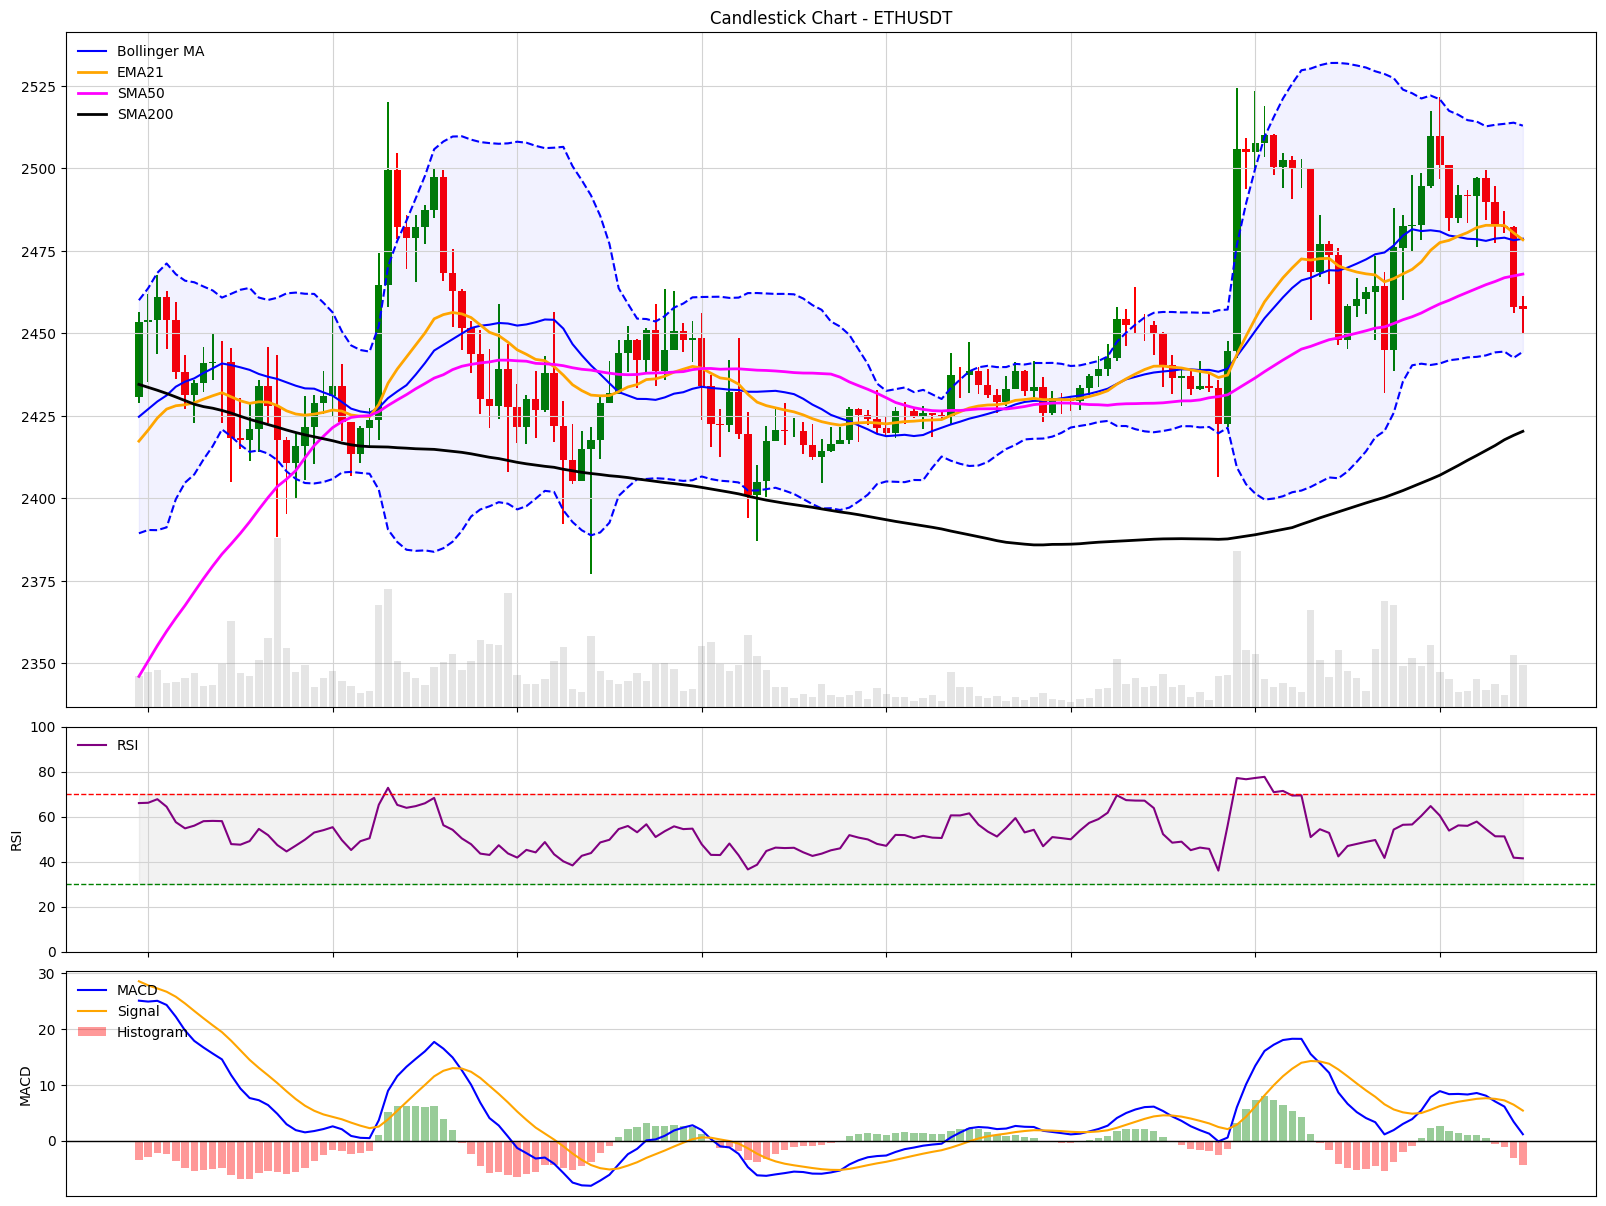 Candlestick Chart - ETHUSDT
Bollinger MA
EMA21
SMA50
SMA200
2525
2500
2475
2450
2425
2400
2375
2350
100
RSI
80
60
RSI
40
20
0
30
MACD
Signal
Histogram
20
MACD
10
0